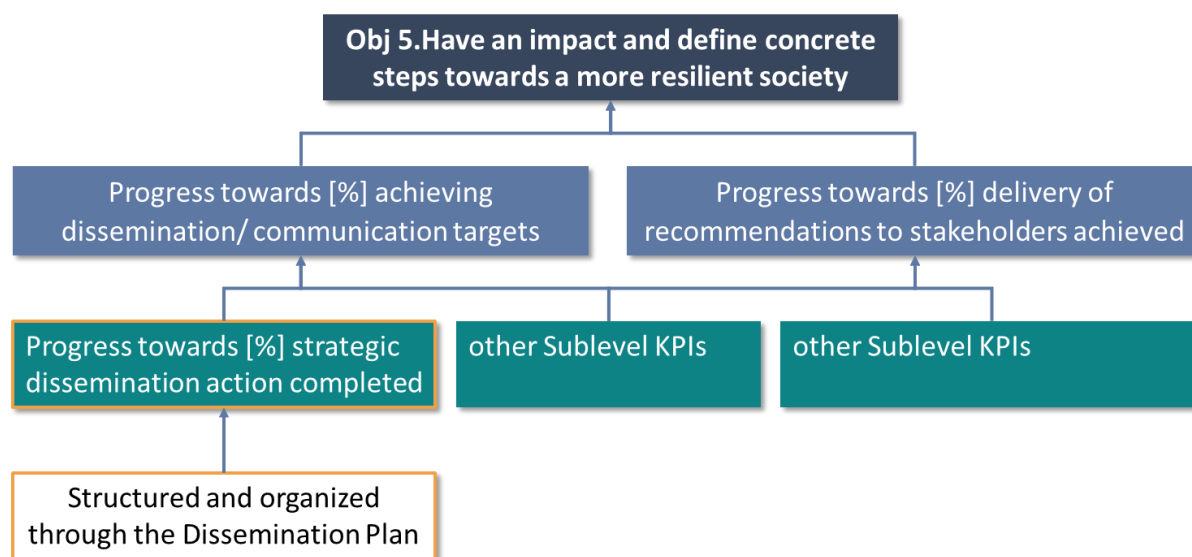 Obj 5.Have an impact and define concrete
steps towards a more resilient society
Progress towards [%] achieving
dissemination/ communication targets
Progress towards [%] delivery of
recommendations to stakeholders achieved
Progress towards [%] strategic
dissemination action completed
other Sublevel KPIs
other Sublevel KPIs
Structured and organized
through the Dissemination Plan